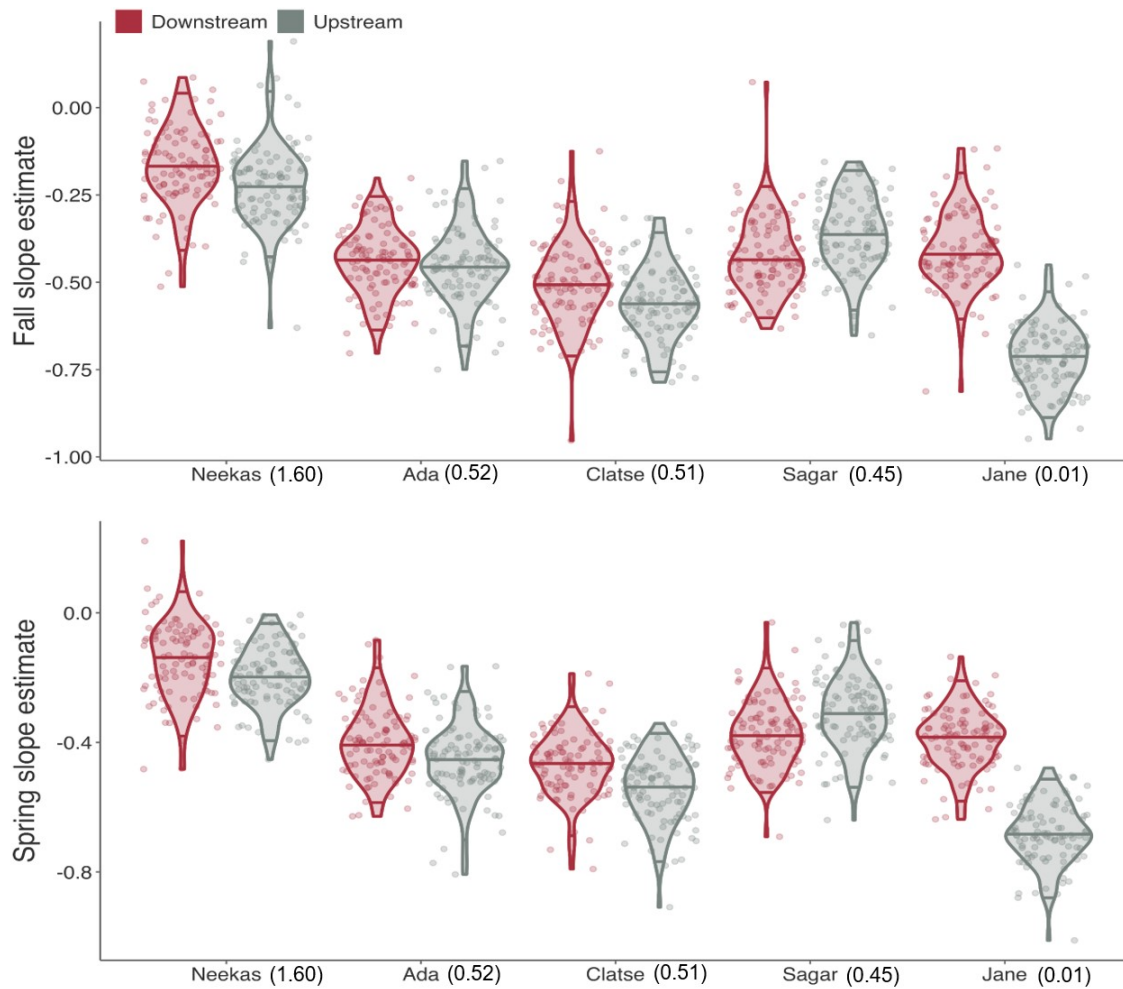 Downstream Upstream
Fall slope estimate
0.00
-0.25
-0.50
-0.75
-1.00
Neekas (1.60) Ada (0.52) Clatse (0.51) Sagar (0.45) Jane (0.01)
Spring slope estimate
0.0
-0.4
-0.8
Neekas (1.60) Ada (0.52) Clatse (0.51) Sagar (0.45) Jane (0.01)